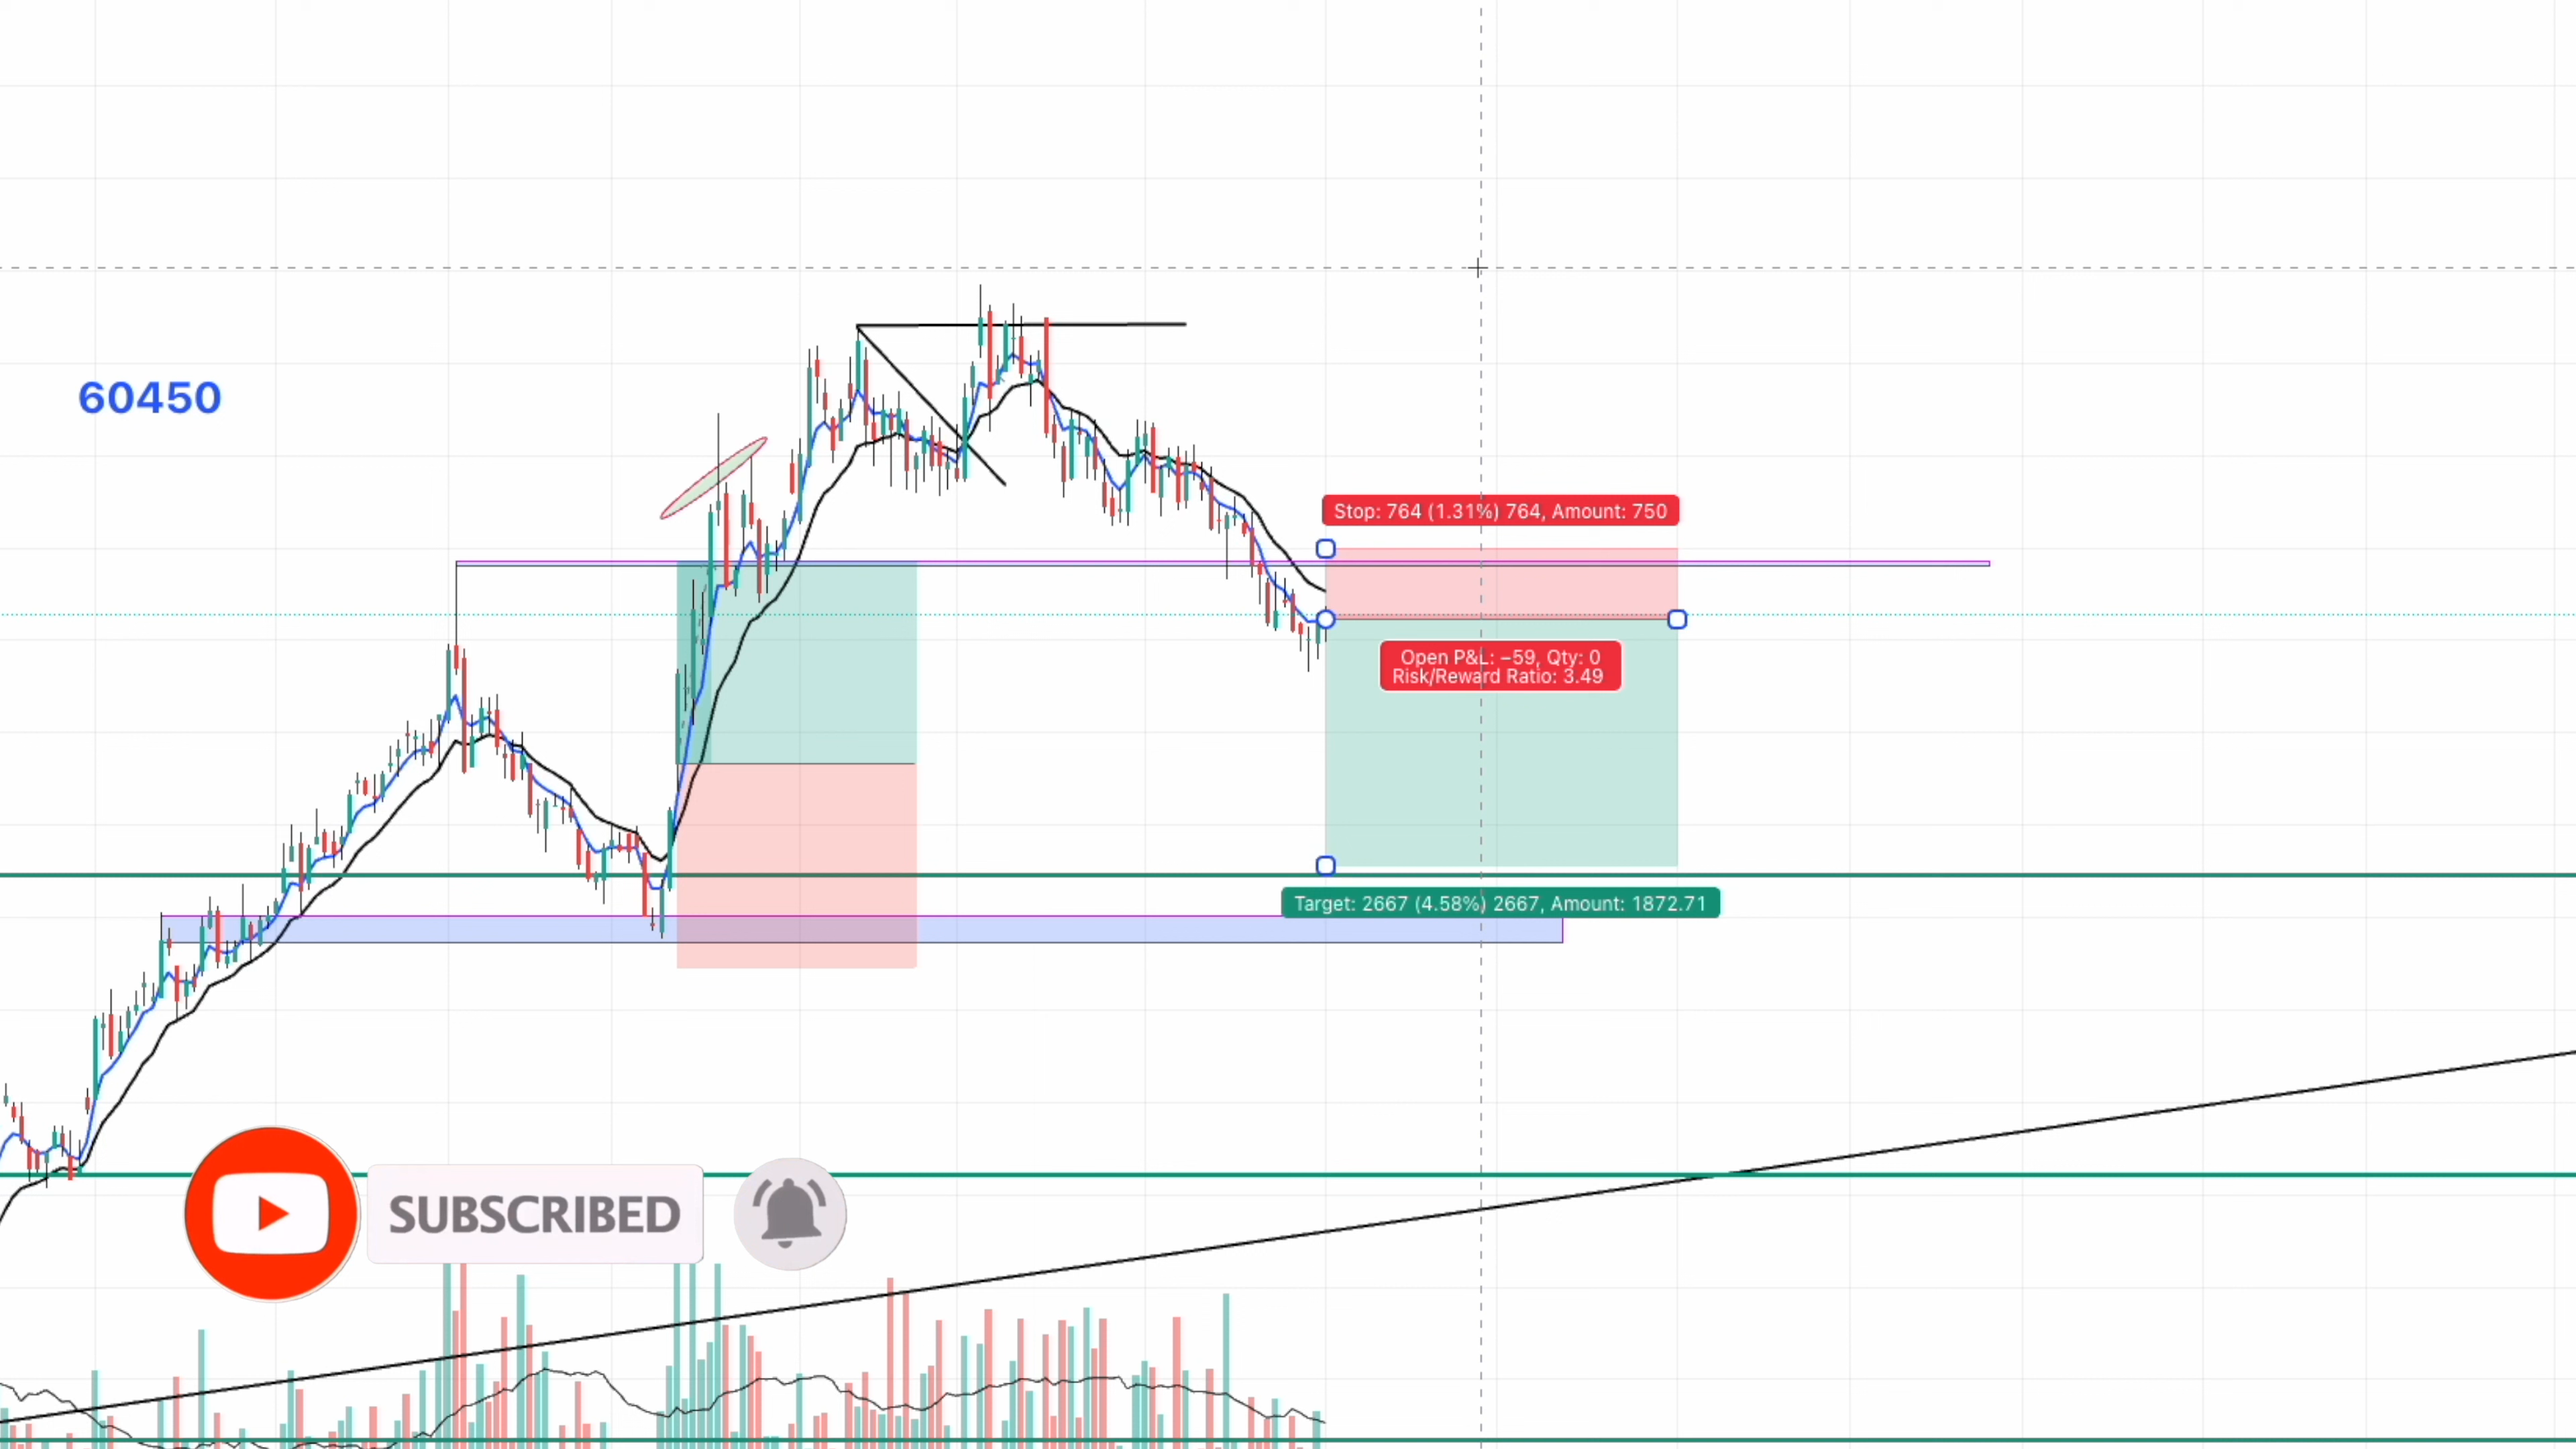 60450
Stop: 764 (1.31%) 764, Amount: 750
Open P&L: −59, Qty: 0
Risk/Reward Ratio: 3.49
Target: 2667 (4.58%) 2667, Amount: 1872.71
SUBSCRIBED